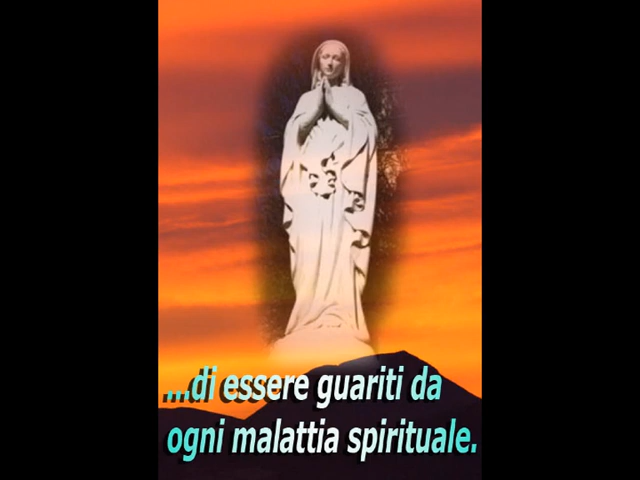 ...di essere guariti da
ogni malattia spirituale.